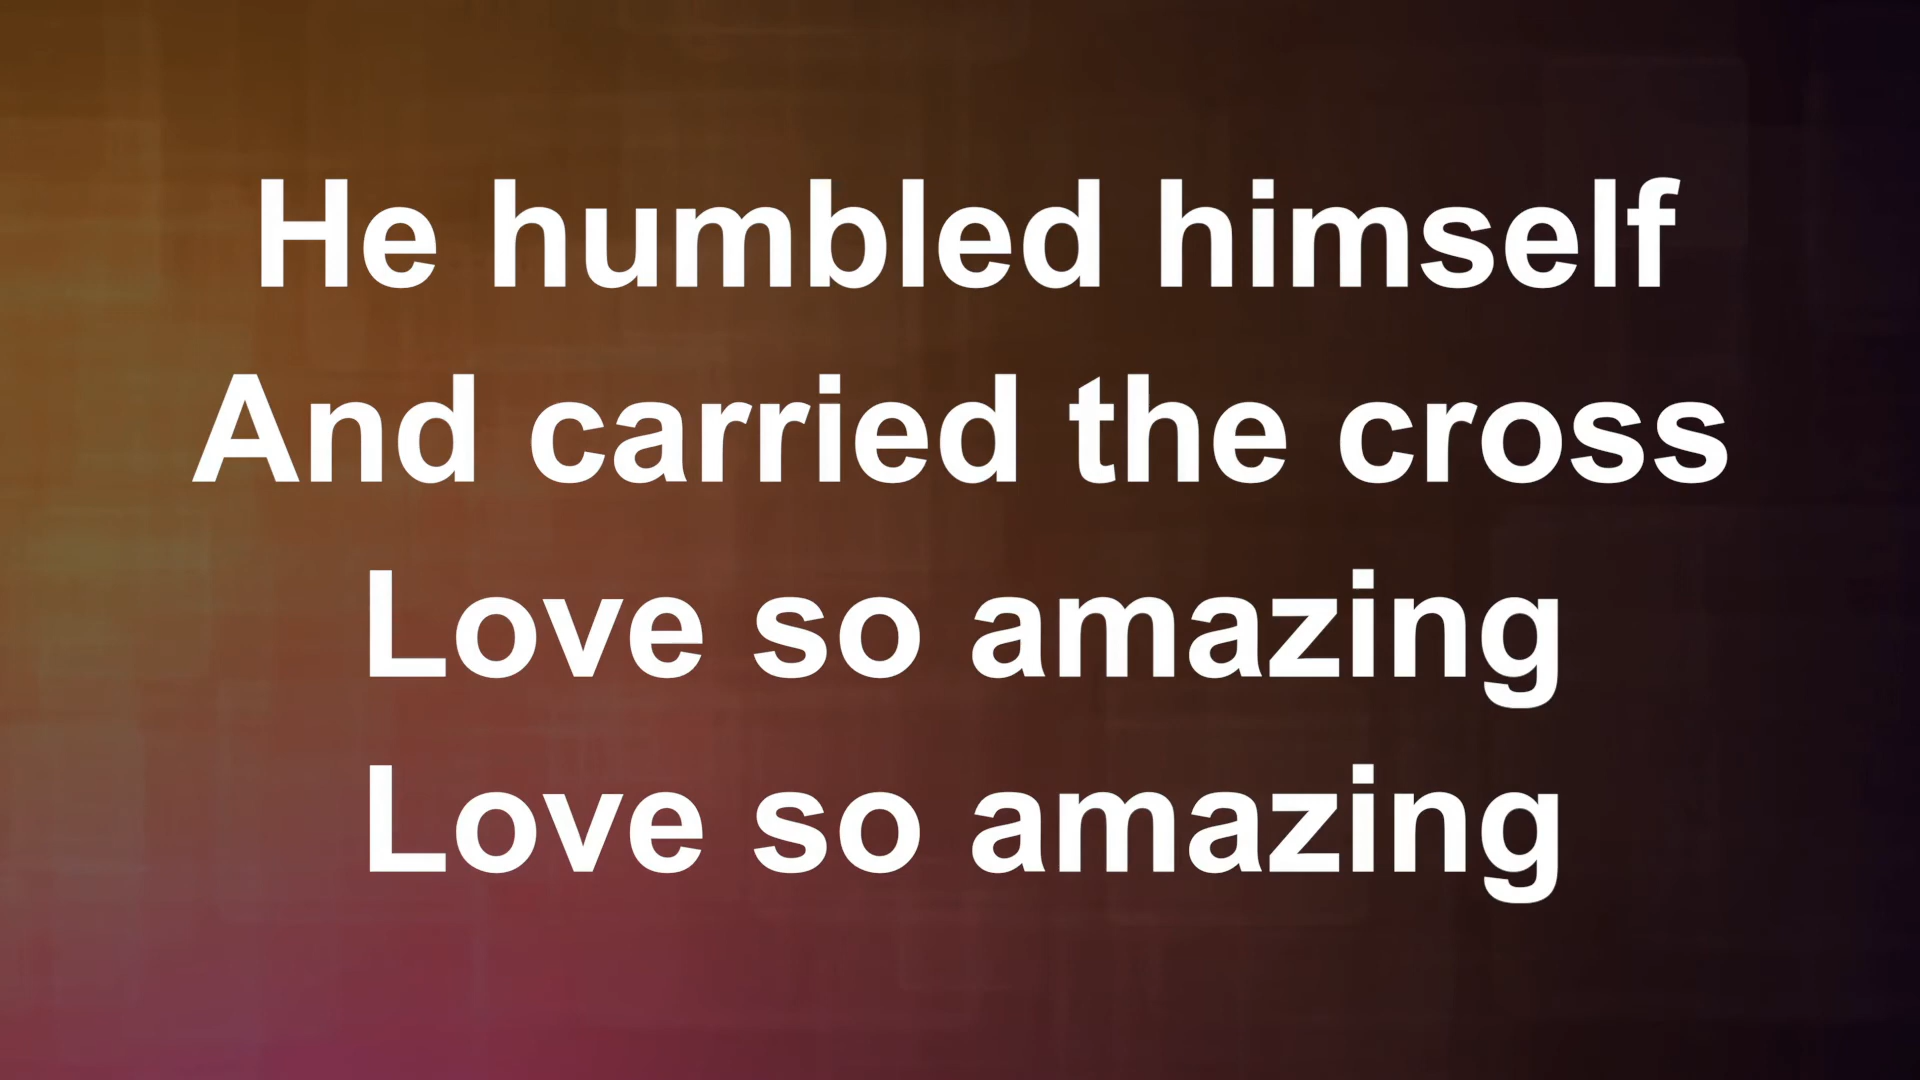 He humbled himself
And carried the cross
Love so amazing
Love so amazing